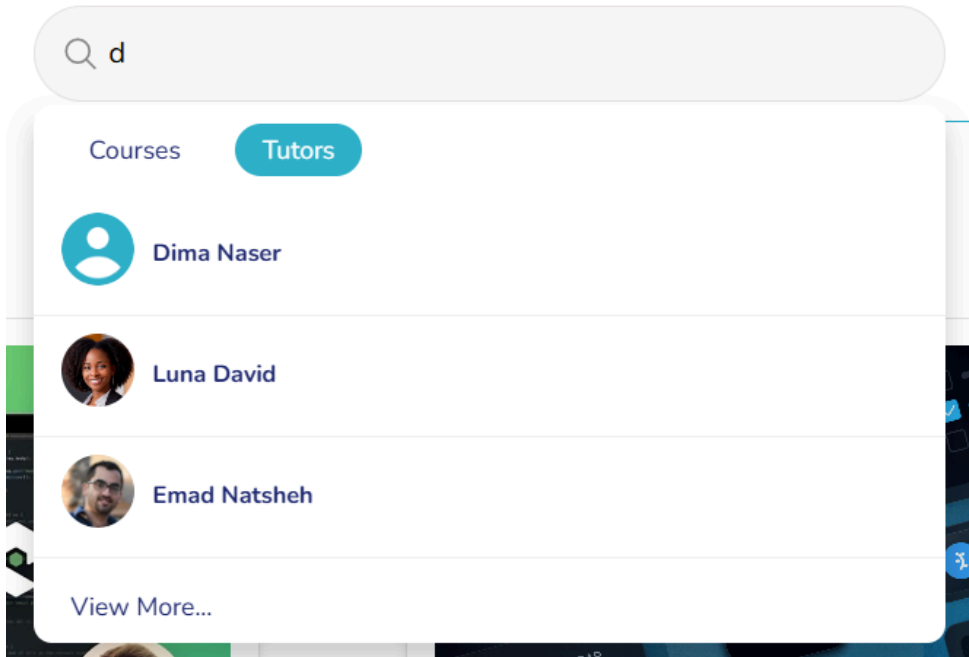 d
Courses
Tutors
Dima Naser
Luna David
Emad Natsheh
View More...